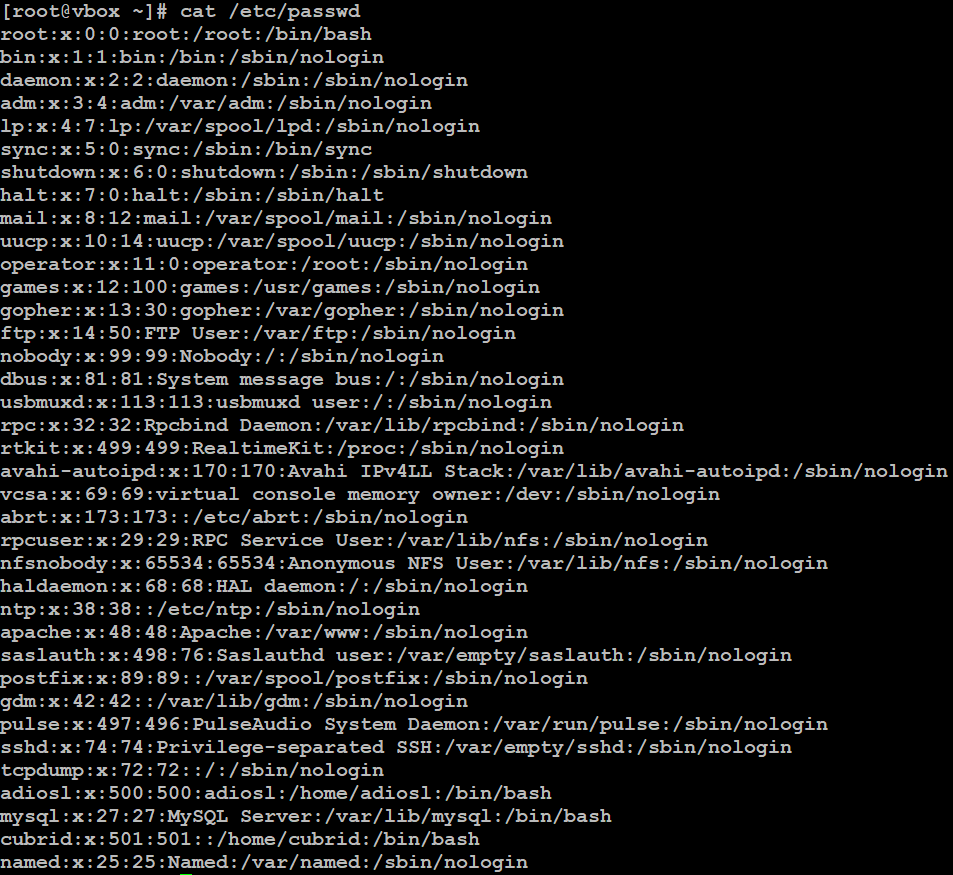 [root@vbox ~]# cat /etc/passwd
root:x:0:0:root:/root:/bin/bash
bin:x:1:1:bin:/bin:/sbin/nologin
daemon:x:2:2:daemon:/sbin:/sbin/nologin
adm:x:3:4:adm:/var/adm:/sbin/nologin
lp:x:4:7:lp:/var/spool/lpd:/sbin/nologin
sync:x:5:0:sync:/sbin:/bin/sync
shutdown:x:6:0:shutdown:/sbin:/sbin/shutdown
halt:x:7:0:halt:/sbin:/sbin/halt
mail:x:8:12:mail:/var/spool/mail:/sbin/nologin
uucp:x:10:14:uucp:/var/spool/uucp:/sbin/nologin
operator:x:11:0:operator:/root:/sbin/nologin
games:x:12:100:games:/usr/games:/sbin/nologin
gopher:x:13:30:gopher:/var/gopher:/sbin/nologin
ftp:x:14:50:FTP User:/var/ftp:/sbin/nologin
nobody:x:99:99:Nobody:/:/sbin/nologin
dbus:x:81:81:System message bus:/:/sbin/nologin
usbmuxd:x:113:113:usbmuxd user:/:/sbin/nologin
rpc:x:32:32:Rpcbind Daemon:/var/lib/rpcbind:/sbin/nologin
rtkit:x:499:499:RealtimeKit:/proc:/sbin/nologin
avahi-autoipd:x:170:170:Avahi IPv4LL Stack:/var/lib/avahi-autoipd:/sbin/nologin
vcsa:x:69:69:virtual console memory owner:/dev:/sbin/nologin
abrt:x:173:173::/etc/abrt:/sbin/nologin
rpcuser:x:29:29:RPC Service User:/var/lib/nfs:/sbin/nologin
nfsnobody:x:65534:65534:Anonymous NFS User:/var/lib/nfs:/sbin/nologin
haldaemon:x:68:68:HAL daemon:/:/sbin/nologin
ntp:x:38:38::/etc/ntp:/sbin/nologin
apache:x:48:48:Apache:/var/www:/sbin/nologin
saslauth:x:498:76:Saslauthd user:/var/empty/saslauth:/sbin/nologin
postfix:x:89:89::/var/spool/postfix:/sbin/nologin
gdm:x:42:42::/var/lib/gdm:/sbin/nologin
pulse:x:497:496:PulseAudio System Daemon:/var/run/pulse:/sbin/nologin
sshd:x:74:74:Privilege-separated SSH:/var/empty/sshd:/sbin/nologin
tcpdump:x:72:72::/:/sbin/nologin
adiosl:x:500:500:adiosl:/home/adiosl:/bin/bash
mysql:x:27:27:MySQL Server:/var/lib/mysql:/bin/bash
cubrid:x:501:501::/home/cubrid:/bin/bash
named:x:25:25:Named:/var/named:/sbin/nologin